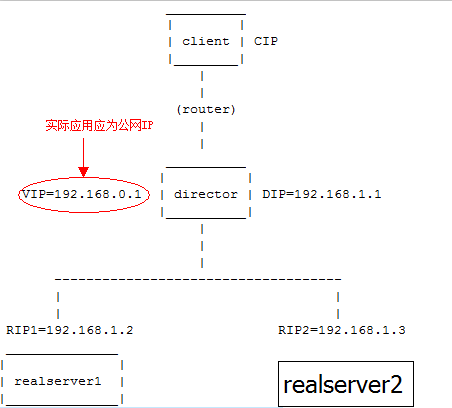 client CIP
(router)
实际应用应为公网IP
VIP=192.168.0.1 director DIP=192.168.1.1
RIP1=192.168.1.2 RIP2=192.168.1.3
realserver1 realserver2